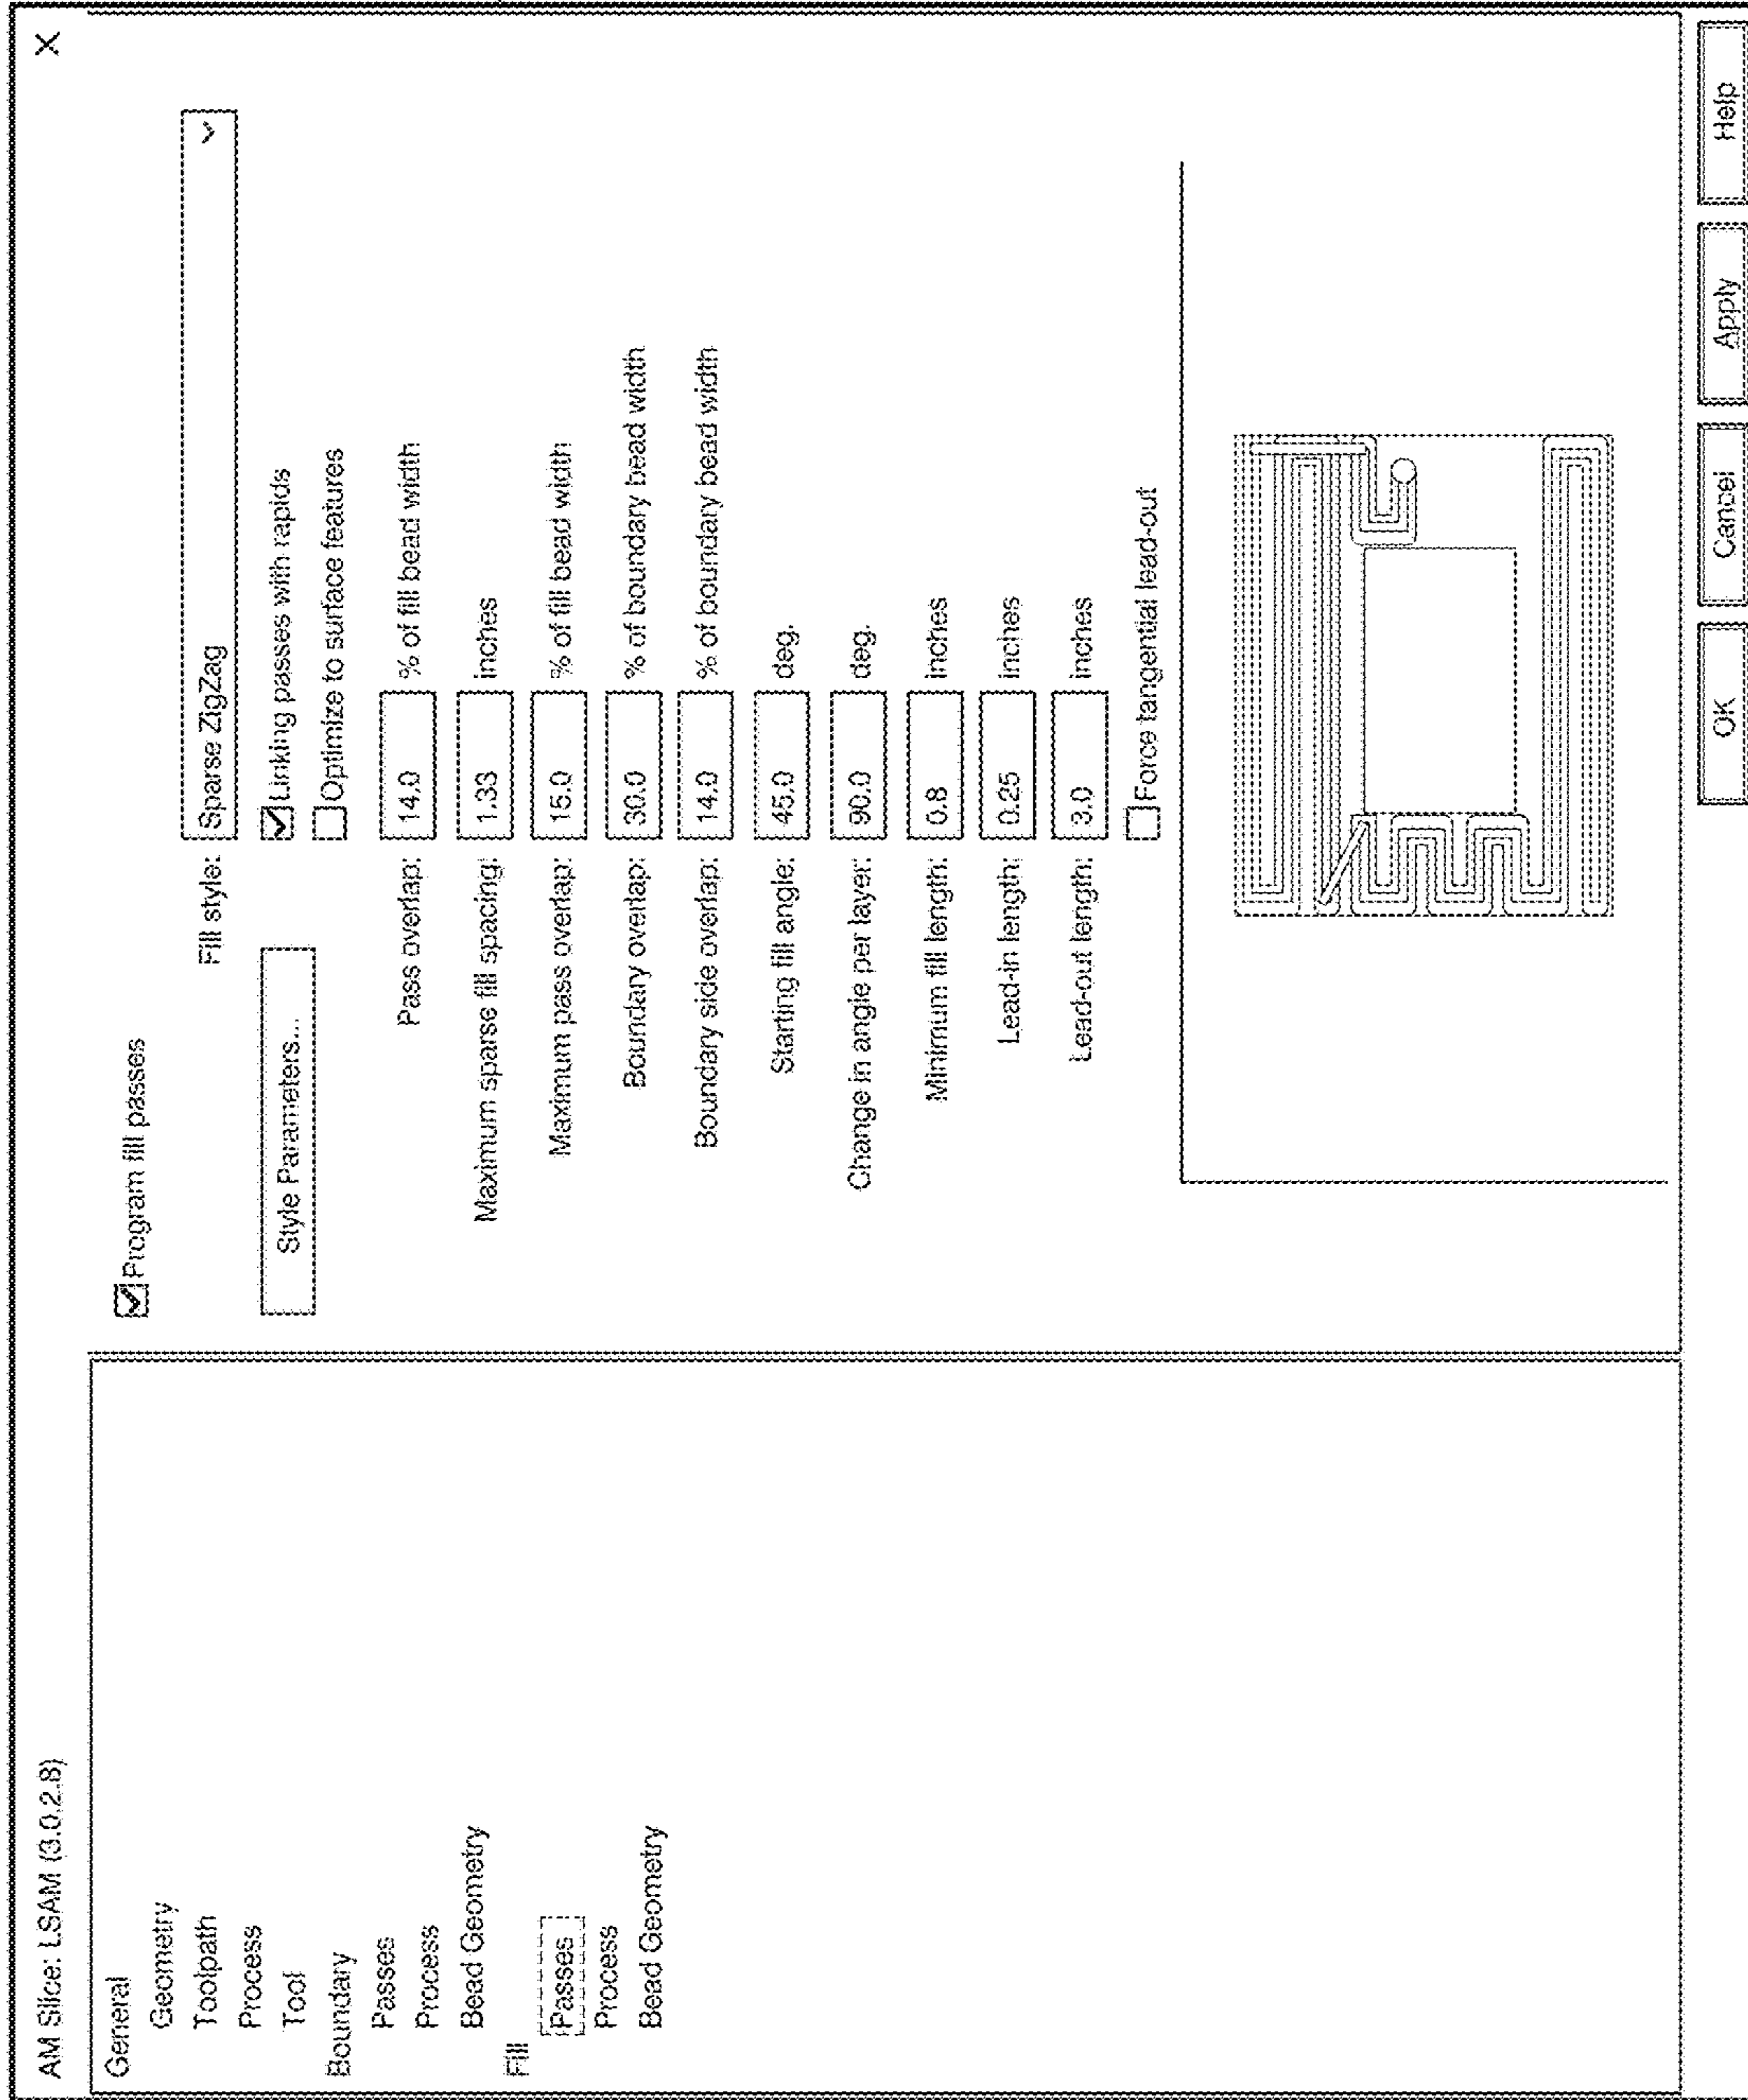 AM Slice: LSAM (3.0.2.8)
X
General
Geometry
Toolpath
Process
Tool
Boundary
Passes
Process
Bead Geometry
Fill
Passes
Process
Bead Geometry
Program fill passes
Fill style: Sparse ZigZag
Style Parameters...
Linking passes with rapids
Optimize to surface features
Pass overlap: 14.0 % of fill bead width
Maximum sparse fill spacing: 1.33 inches
Maximum pass overlap: 15.0 % of fill bead width
Boundary overlap: 30.0 % of boundary bead width
Boundary side overlap: 14.0 % of boundary bead width
Starting fill angle: 45.0 deg.
Change in angle per layer: 90.0 deg.
Minimum fill length: 0.8 inches
Lead-in length: 0.25 inches
Lead-out length: 3.0 inches
Force tangential lead-out
OK Cancel Apply Help